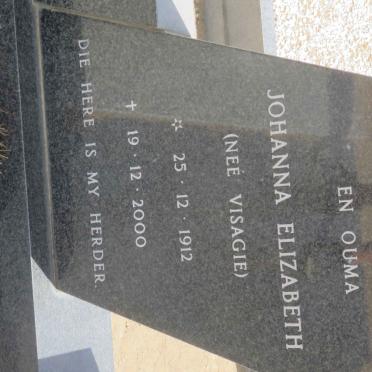 EN OUMA
JOHANNA ELIZABETH
(NEÉ VISAGIE)
✡ 25 · 12 · 1912
✝ 19 · 12 · 2000
DIE HERE IS MY HERDER.